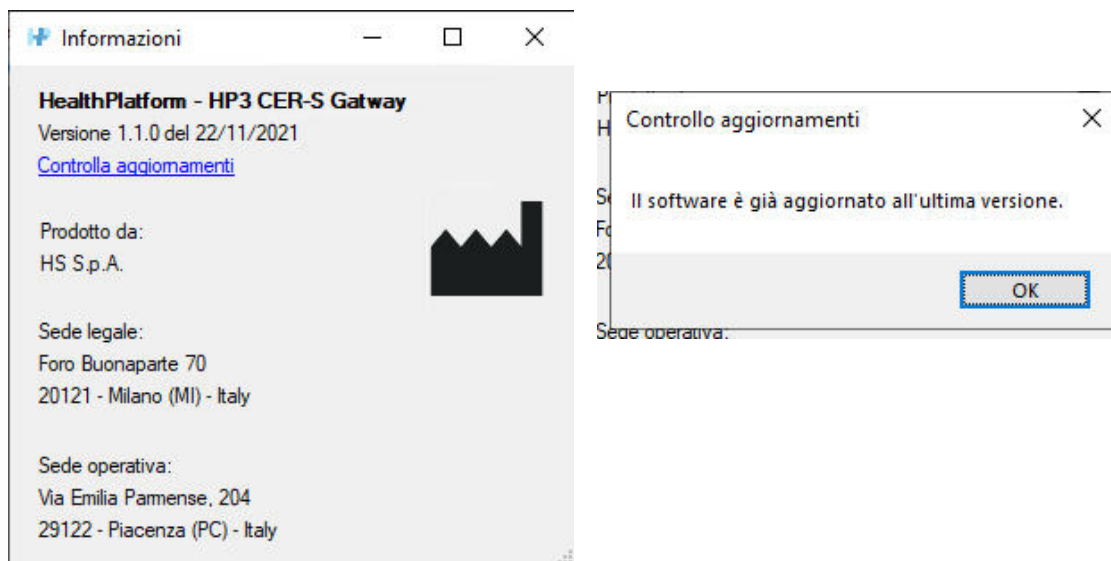 Informazioni
HealthPlatform - HP3 CER-S Gatway
Versione 1.1.0 del 22/11/2021
Controlla aggiornamenti
Prodotto da:
HS S.p.A.
Sede legale:
Foro Buonaparte 70
20121 - Milano (MI) - Italy
Sede operativa:
Via Emilia Parmense, 204
29122 - Piacenza (PC) - Italy
Controllo aggiornamenti
Il software è già aggiornato all'ultima versione.
OK
Sede operativa: